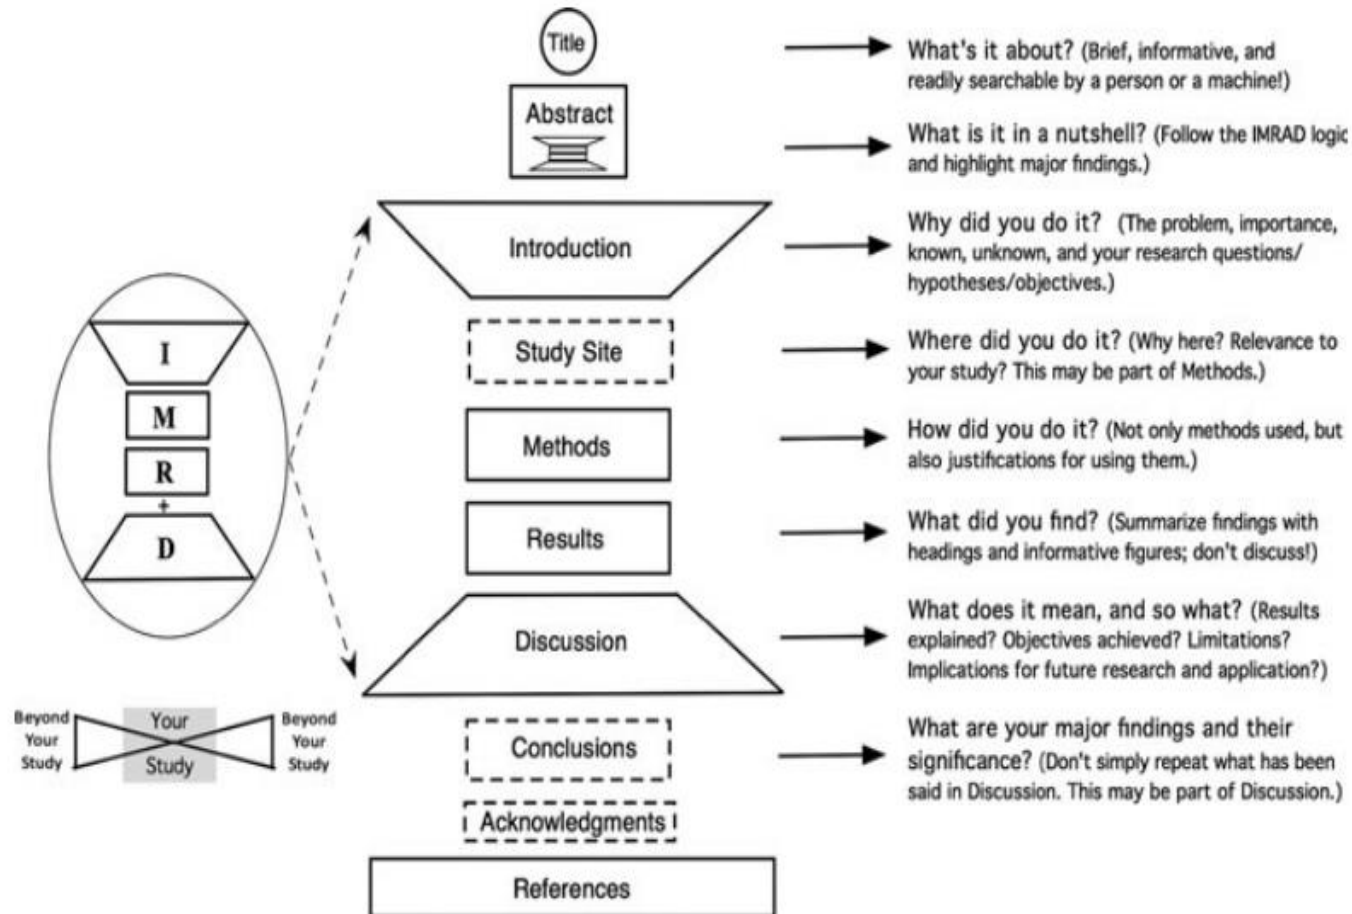 Title
What's it about? (Brief, informative, and
readily searchable by a person or a machine!)
Abstract
What is it in a nutshell? (Follow the IMRAD logic
and highlight major findings.)
Introduction
Why did you do it? (The problem, importance,
known, unknown, and your research questions/
hypotheses/objectives.)
Study Site
Where did you do it? (Why here? Relevance to
your study? This may be part of Methods.)
Methods
How did you do it? (Not only methods used, but
also justifications for using them.)
Results
What did you find? (Summarize findings with
headings and informative figures; don't discuss!)
Discussion
What does it mean, and so what? (Results
explained? Objectives achieved? Limitations?
Implications for future research and application?)
Conclusions
What are your major findings and their
significance? (Don't simply repeat what has been
said in Discussion. This may be part of Discussion.)
Acknowledgments
References
I
M
R
+
D
Beyond
Your
Study
Your
Study
Beyond
Your
Study